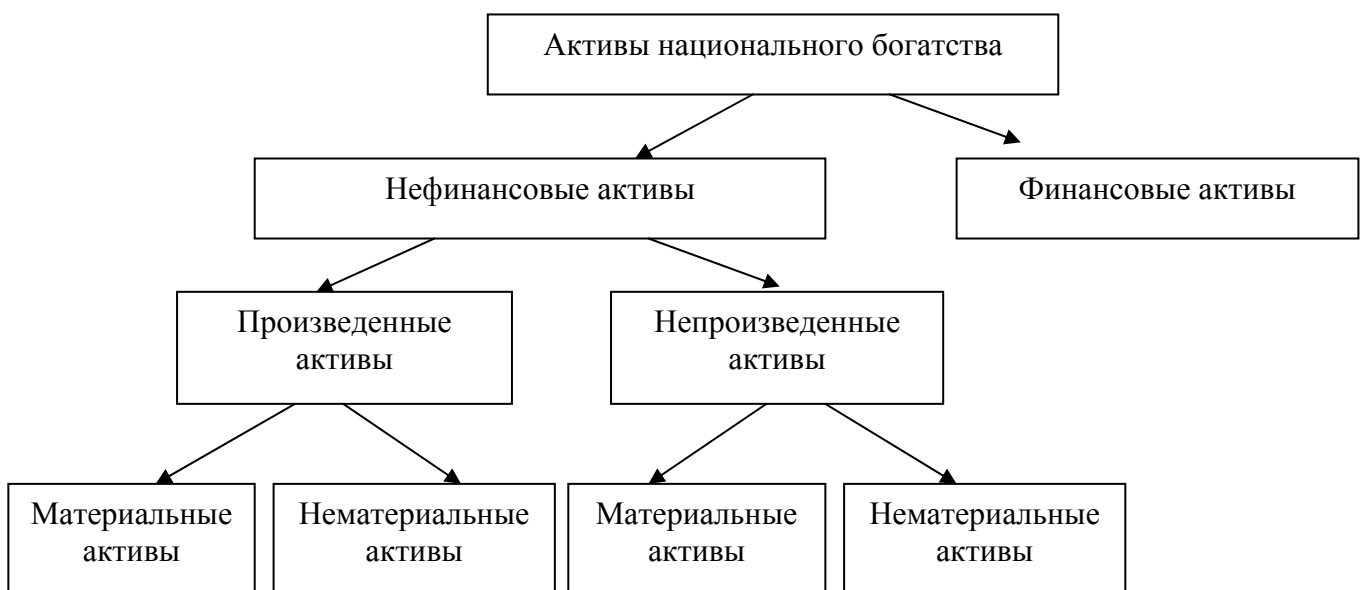 Активы национального богатства
Нефинансовые активы
Финансовые активы
Произведенные
активы
Непроизведенные
активы
Материальные
активы
Нематериальные
активы
Материальные
активы
Нематериальные
активы